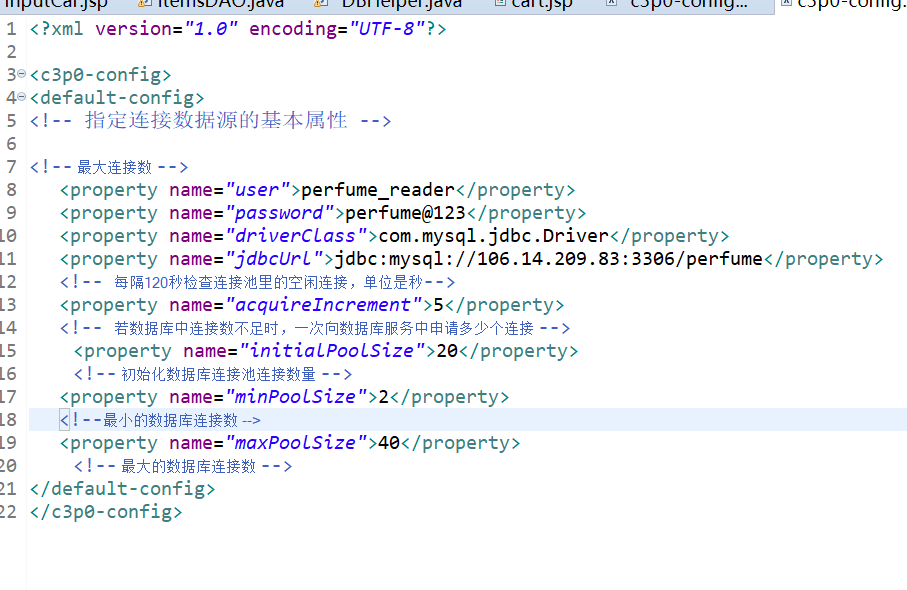 inputCar.jsp ItemsDAO.java DBHelper.java cart.jsp c3p0-config... c3p0-config.
1 <?xml version="1.0" encoding="UTF-8"?>
2
3 <c3p0-config>
4 <default-config>
5 <!-- 指定连接数据源的基本属性 -->
6
7 <!-- 最大连接数 -->
8 <property name="user">perfume_reader</property>
9 <property name="password">perfume@123</property>
10 <property name="driverClass">com.mysql.jdbc.Driver</property>
11 <property name="jdbcUrl">jdbc:mysql://106.14.209.83:3306/perfume</property>
12 <!-- 每隔120秒检查连接池里的空闲连接，单位是秒-->
13 <property name="acquireIncrement">5</property>
14 <!-- 若数据库中连接数不足时，一次向数据库服务中申请多少个连接 -->
15 <property name="initialPoolSize">20</property>
16 <!-- 初始化数据库连接池连接数量 -->
17 <property name="minPoolSize">2</property>
18 <!--最小的数据库连接数 -->
19 <property name="maxPoolSize">40</property>
20 <!-- 最大的数据库连接数 -->
21 </default-config>
22 </c3p0-config>